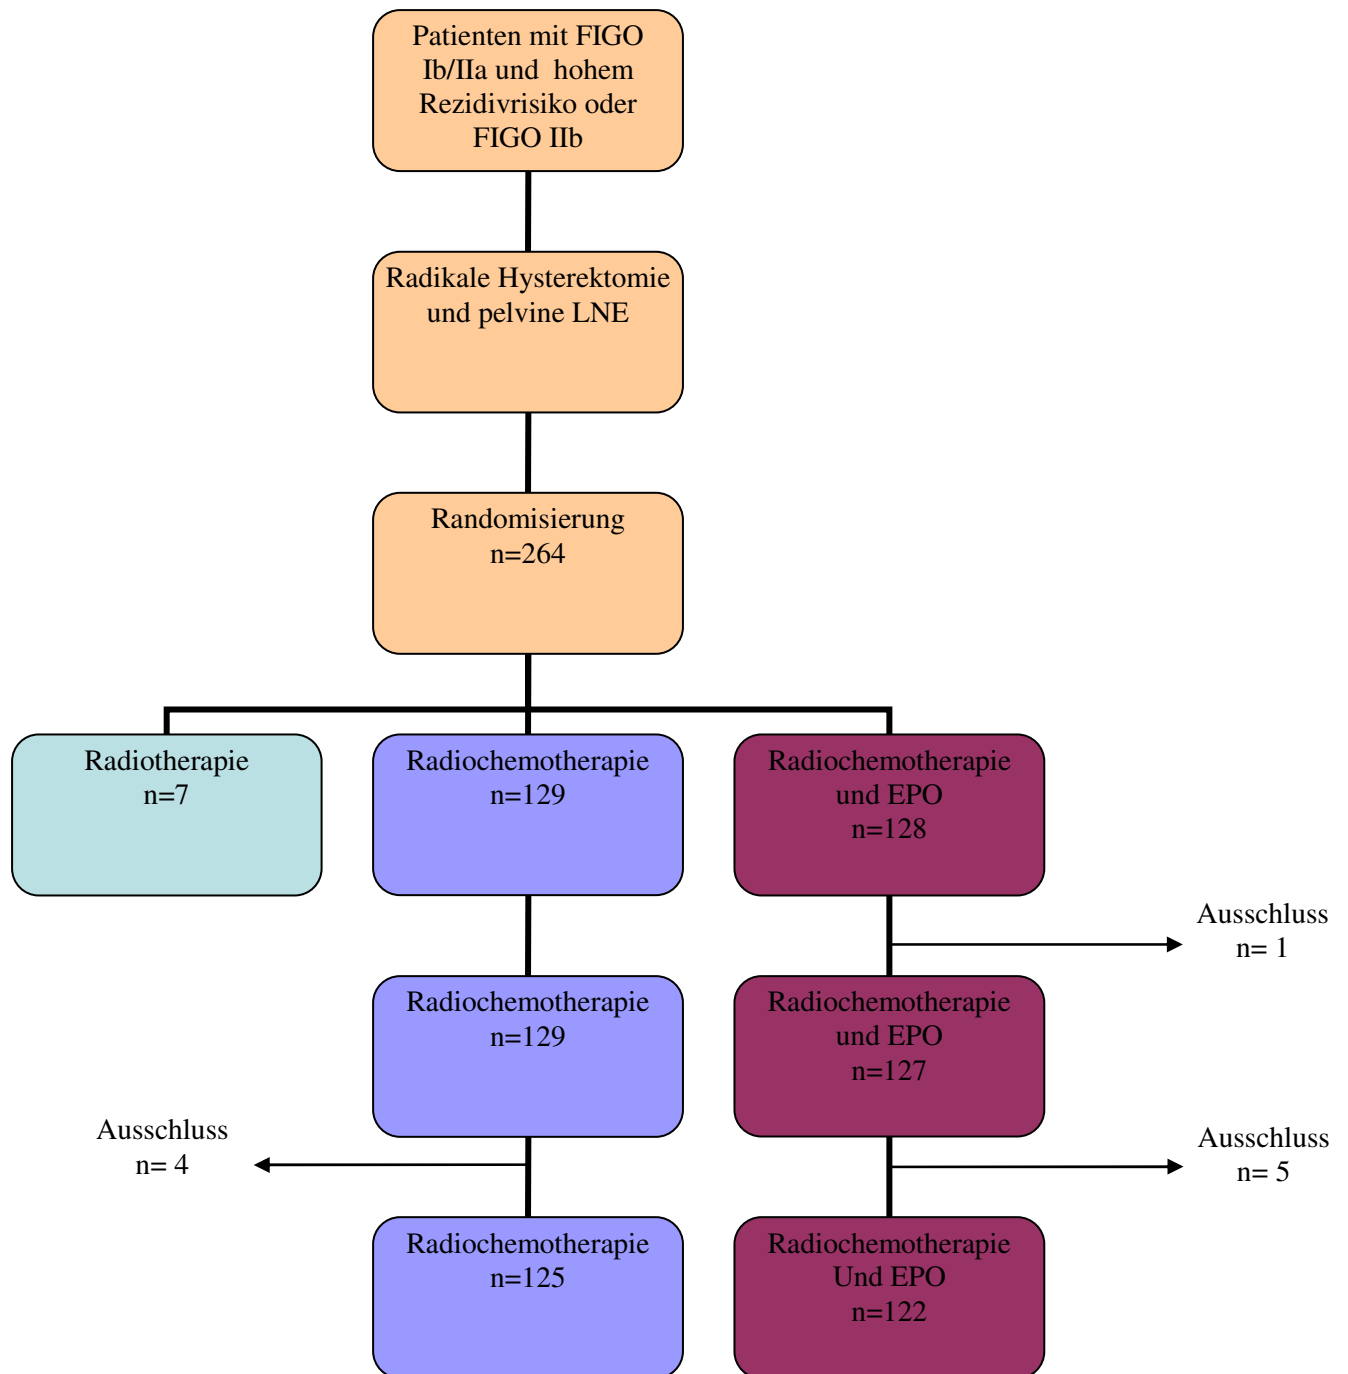 Patienten mit FIGO
Ib/IIa und  hohem
Rezidivrisiko oder
FIGO IIb
Radikale Hysterektomie
und pelvine LNE
Randomisierung
n=264
Radiotherapie
n=7
Radiochemotherapie
n=129
Radiochemotherapie
und EPO
n=128
Ausschluss
n= 1
Radiochemotherapie
n=129
Radiochemotherapie
und EPO
n=127
Ausschluss
n= 4
Ausschluss
n= 5
Radiochemotherapie
n=125
Radiochemotherapie
Und EPO
n=122